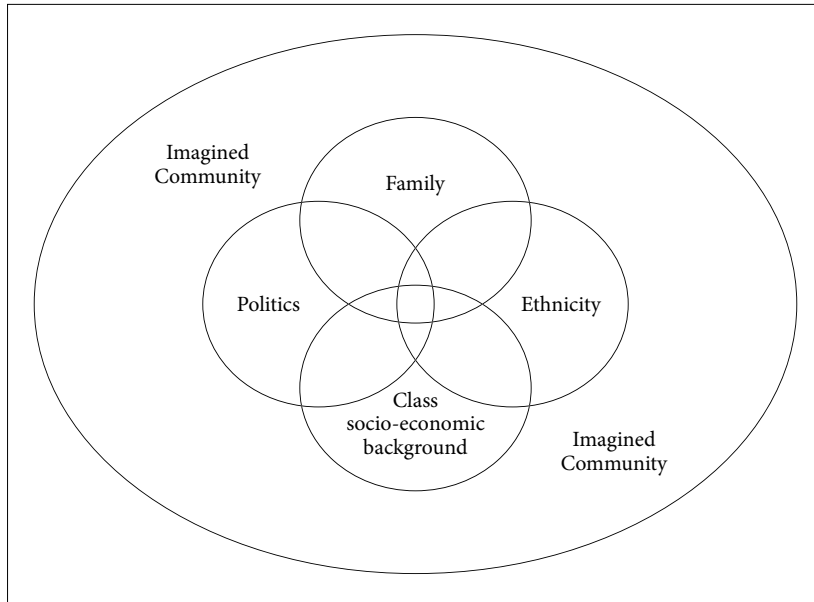 Imagined
Community
Family
Politics
Ethnicity
Class
socio-economic
background
Imagined
Community